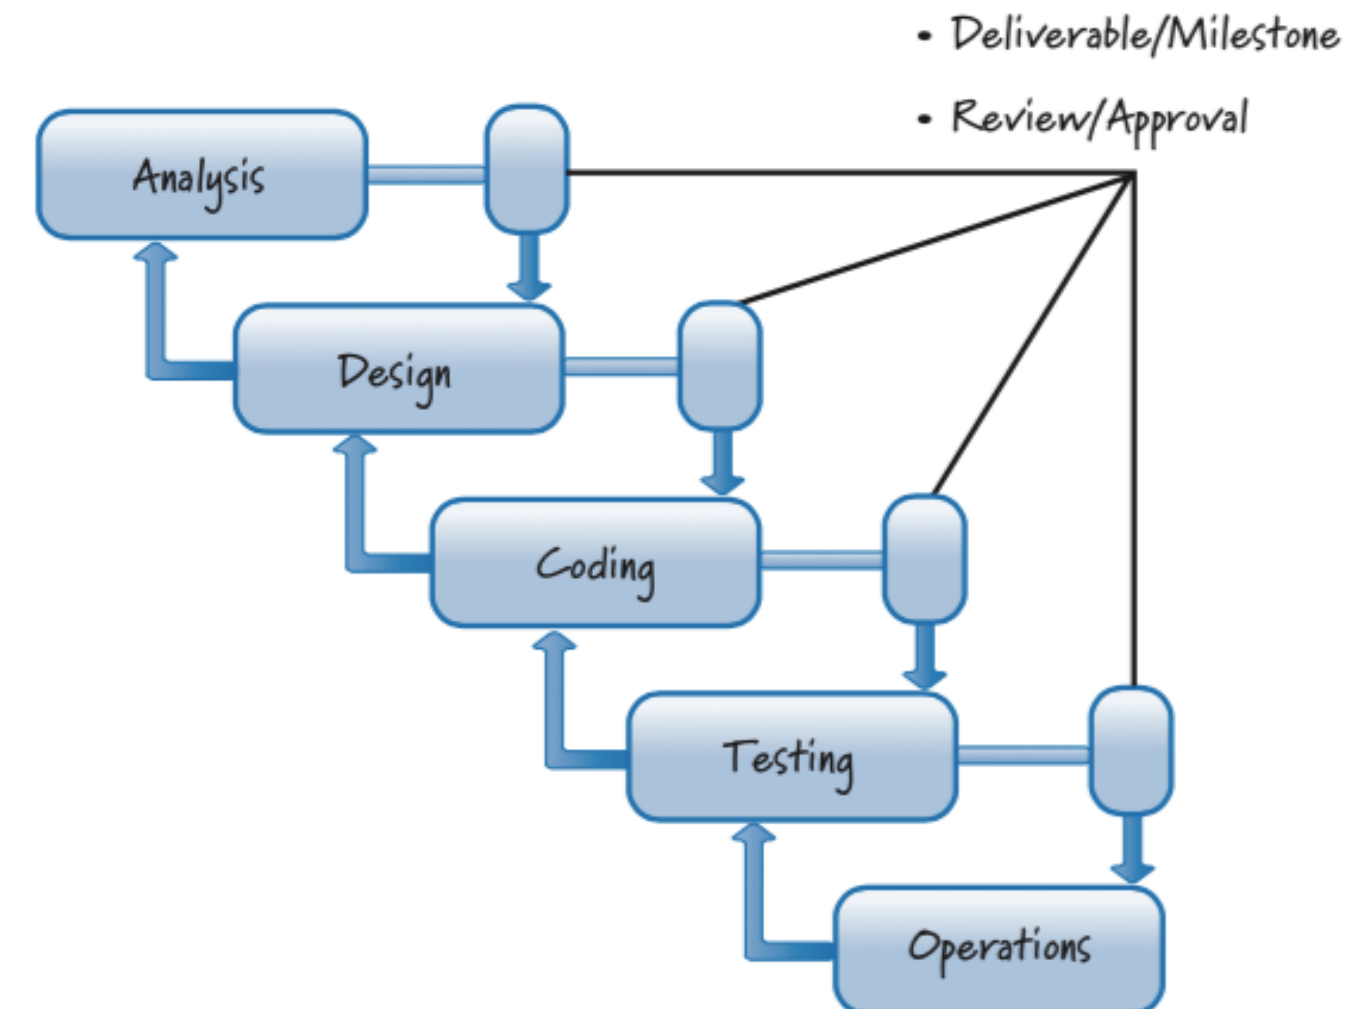 • Deliverable/Milestone
• Review/Approval
Analysis
Design
Coding
Testing
Operations